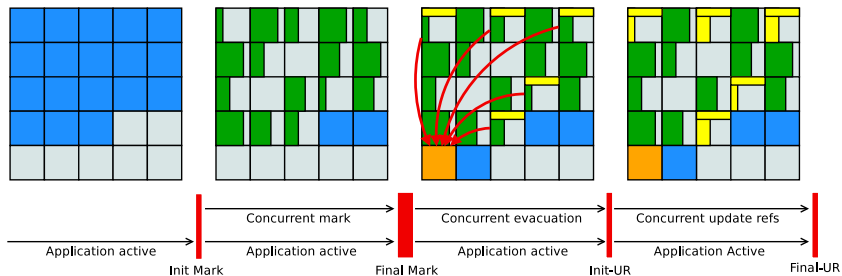 Concurrent mark
Concurrent evacuation
Concurrent update refs
Application active
Application active
Application active
Application Active
Init Mark
Final Mark
Init-UR
Final-UR